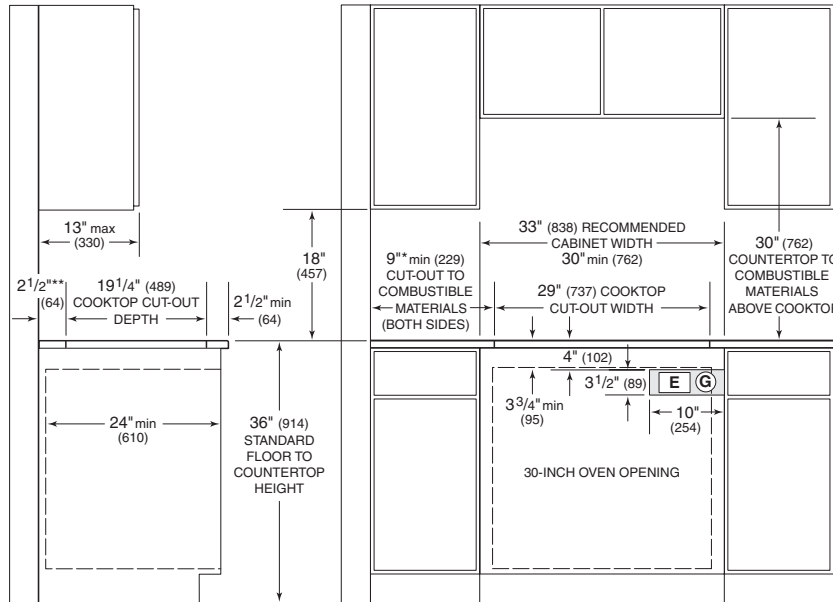 13" max
(330)
18"
(457)
9"* min (229)
CUT-OUT TO
COMBUSTIBLE
MATERIALS
(BOTH SIDES)
33" (838) RECOMMENDED
CABINET WIDTH
30" min (762)
30" (762)
COUNTERTOP TO
COMBUSTIBLE
MATERIALS
ABOVE COOKTOP
2 1/2"**
(64)
19 1/4" (489)
COOKTOP CUT-OUT
DEPTH
2 1/2" min
(64)
29" (737) COOKTOP
CUT-OUT WIDTH
4" (102)
3 1/2" (89)
E
G
3 3/4" min
(95)
10"
(254)
24" min
(610)
36" (914)
STANDARD
FLOOR TO
COUNTERTOP
HEIGHT
30-INCH OVEN OPENING